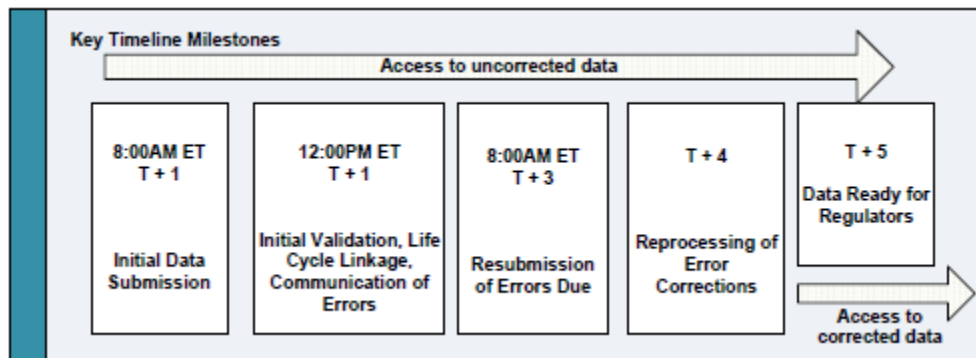 Key Timeline Milestones
Access to uncorrected data
8:00AM ET
T + 1
Initial Data
Submission
12:00PM ET
T + 1
Initial Validation, Life
Cycle Linkage,
Communication of
Errors
8:00AM ET
T + 3
Resubmission
of Errors Due
T + 4
Reprocessing of
Error
Corrections
T + 5
Data Ready for
Regulators
Access to
corrected data